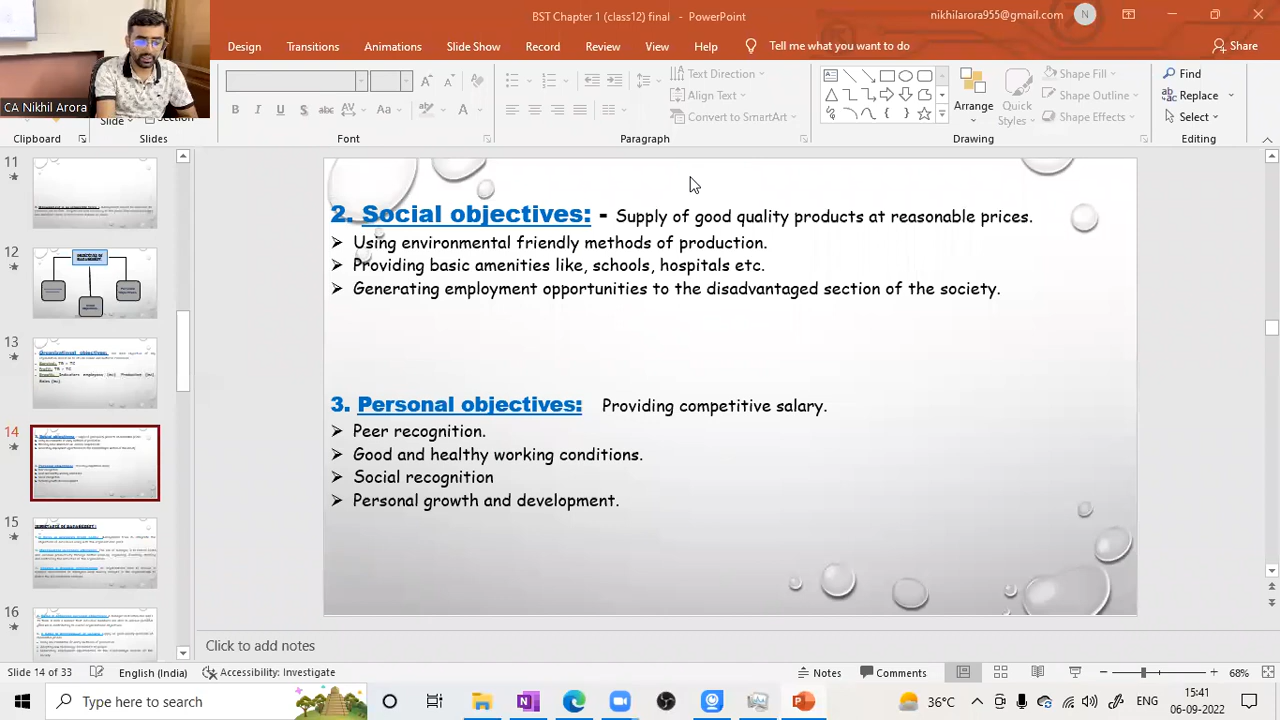 BST Chapter 1 (class12) final - PowerPoint
nikhilarora955@gmail.com
N
Design
Transitions
Animations
Slide Show
Record
Review
View
Help
Tell me what you want to do
Share
CA Nikhil Arora
Text Direction
Align Text
Convert to SmartArt
Arrange
Quick
Styles
Shape Fill
Shape Outline
Shape Effects
Find
Replace
Select
B I U S abc AV Aa
Slide
Section
Clipboard
Slides
Font
Paragraph
Drawing
Editing
11
12
13
14
15
16
2. Social objectives: - Supply of good quality products at reasonable prices.
Using environmental friendly methods of production.
Providing basic amenities like, schools, hospitals etc.
Generating employment opportunities to the disadvantaged section of the society.
3. Personal objectives: Providing competitive salary.
Peer recognition
Good and healthy working conditions.
Social recognition
Personal growth and development.
Click to add notes
Slide 14 of 33
English (India)
Accessibility: Investigate
Notes
Comments
68%
Type here to search
36°C
ENG
15:41
06-09-2022